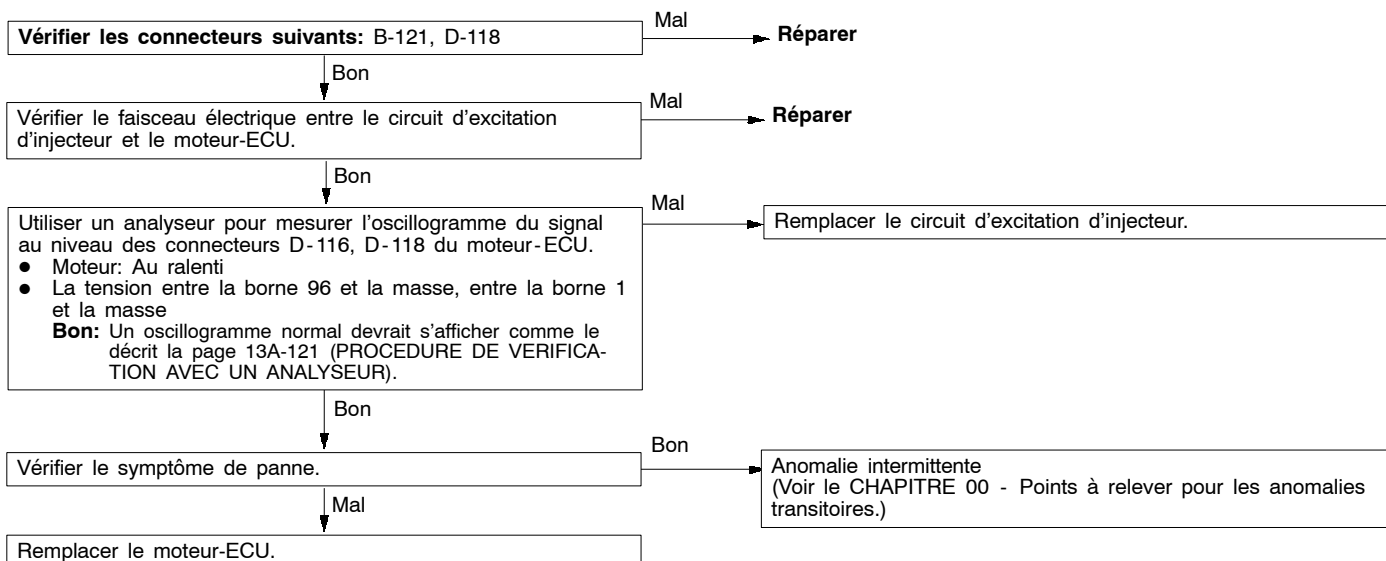 Vérifier les connecteurs suivants: B-121, D-118
Mal
Réparer
Bon
Vérifier le faisceau électrique entre le circuit d'excitation
d'injecteur et le moteur-ECU.
Mal
Réparer
Bon
Utiliser un analyseur pour mesurer l'oscillogramme du signal
au niveau des connecteurs D-116, D-118 du moteur-ECU.
● Moteur: Au ralenti
● La tension entre la borne 96 et la masse, entre la borne 1
et la masse
Bon: Un oscillogramme normal devrait s'afficher comme le
décrit la page 13A-121 (PROCEDURE DE VERIFICA-
TION AVEC UN ANALYSEUR).
Mal
Remplacer le circuit d'excitation d'injecteur.
Bon
Vérifier le symptôme de panne.
Bon
Anomalie intermittente
(Voir le CHAPITRE 00 - Points à relever pour les anomalies
transitoires.)
Mal
Remplacer le moteur-ECU.